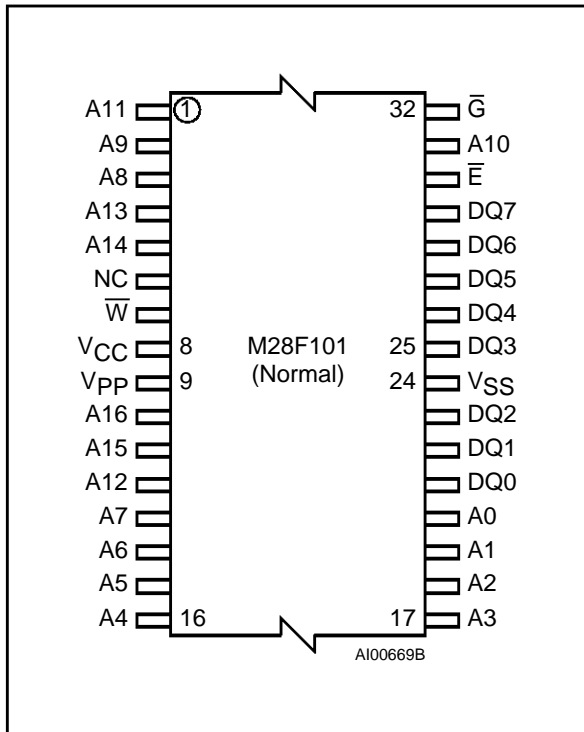 A11 1 32 G̅
A9 A10
A8 E̅
A13 DQ7
A14 DQ6
NC DQ5
W̅ DQ4
VCC 8 M28F101 25 DQ3
VPP 9 (Normal) 24 VSS
A16 DQ2
A15 DQ1
A12 DQ0
A7 A0
A6 A1
A5 A2
A4 16 17 A3
AI00669B